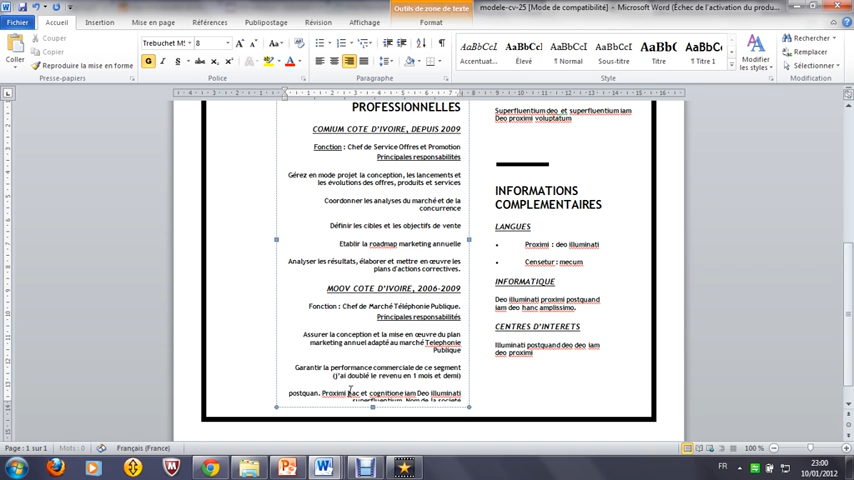 Outils de zone de texte
modele-cv-25 [Mode de compatibilité] - Microsoft Word (Échec de l'activation du produ...
Fichier Accueil Insertion Mise en page Références Publipostage Révision Affichage Format
Coller
Couper
Copier
Reproduire la mise en forme
Presse-papiers
Trebuchet M 8
G I S
Police
Paragraphe
AaBbCcI AaBbC AaBbCcI AaBbCcI AaBbC AaBbC
Accentuat... Élevé ¶ Normal ¶ Sous-tit... Titre ¶ Titre 1
Style
Modifier les styles
Rechercher
Remplacer
Sélectionner
Modification
PROFESSIONNELLES
COMIUM COTE D'IVOIRE, DEPUIS 2009
Fonction : Chef de Service Offres et Promotion
Principales responsabilités
Gérez en mode projet la conception, les lancements et
les évolutions des offres, produits et services
Coordonner les analyses du marché et de la
concurrence
Définir les cibles et les objectifs de vente
Etablir la roadmap marketing annuelle
Analyser les résultats, élaborer et mettre en œuvre les
plans d'actions correctives.
MOOV COTE D'IVOIRE, 2006-2009
Fonction : Chef de Marché Téléphonie Publique.
Principales responsabilités
Assurer la conception et la mise en œuvre du plan
marketing annuel adapté au marché Telephonie
Publique
Garantir la performance commerciale de ce segment
(j'ai doublé le revenu en 1 mois et demi)
postquan. Proximi hac et cognitione iam Deo illuminati
superfluentium. Nom de la société
Superfluentium deo et superfluentium iam
Deo proximi voluptatum
INFORMATIONS
COMPLEMENTAIRES
LANGUES
• Proximi : deo illuminati
• Censetur : mecum
INFORMATIQUE
Deo illuminati proximi postquand
iam deo hanc amplissimo.
CENTRES D'INTERETS
Illuminati postquand deo deo iam
deo proximi
Page : 1 sur 1 Mots : 0 Français (France) 100 %
FR 23:00
10/01/2012